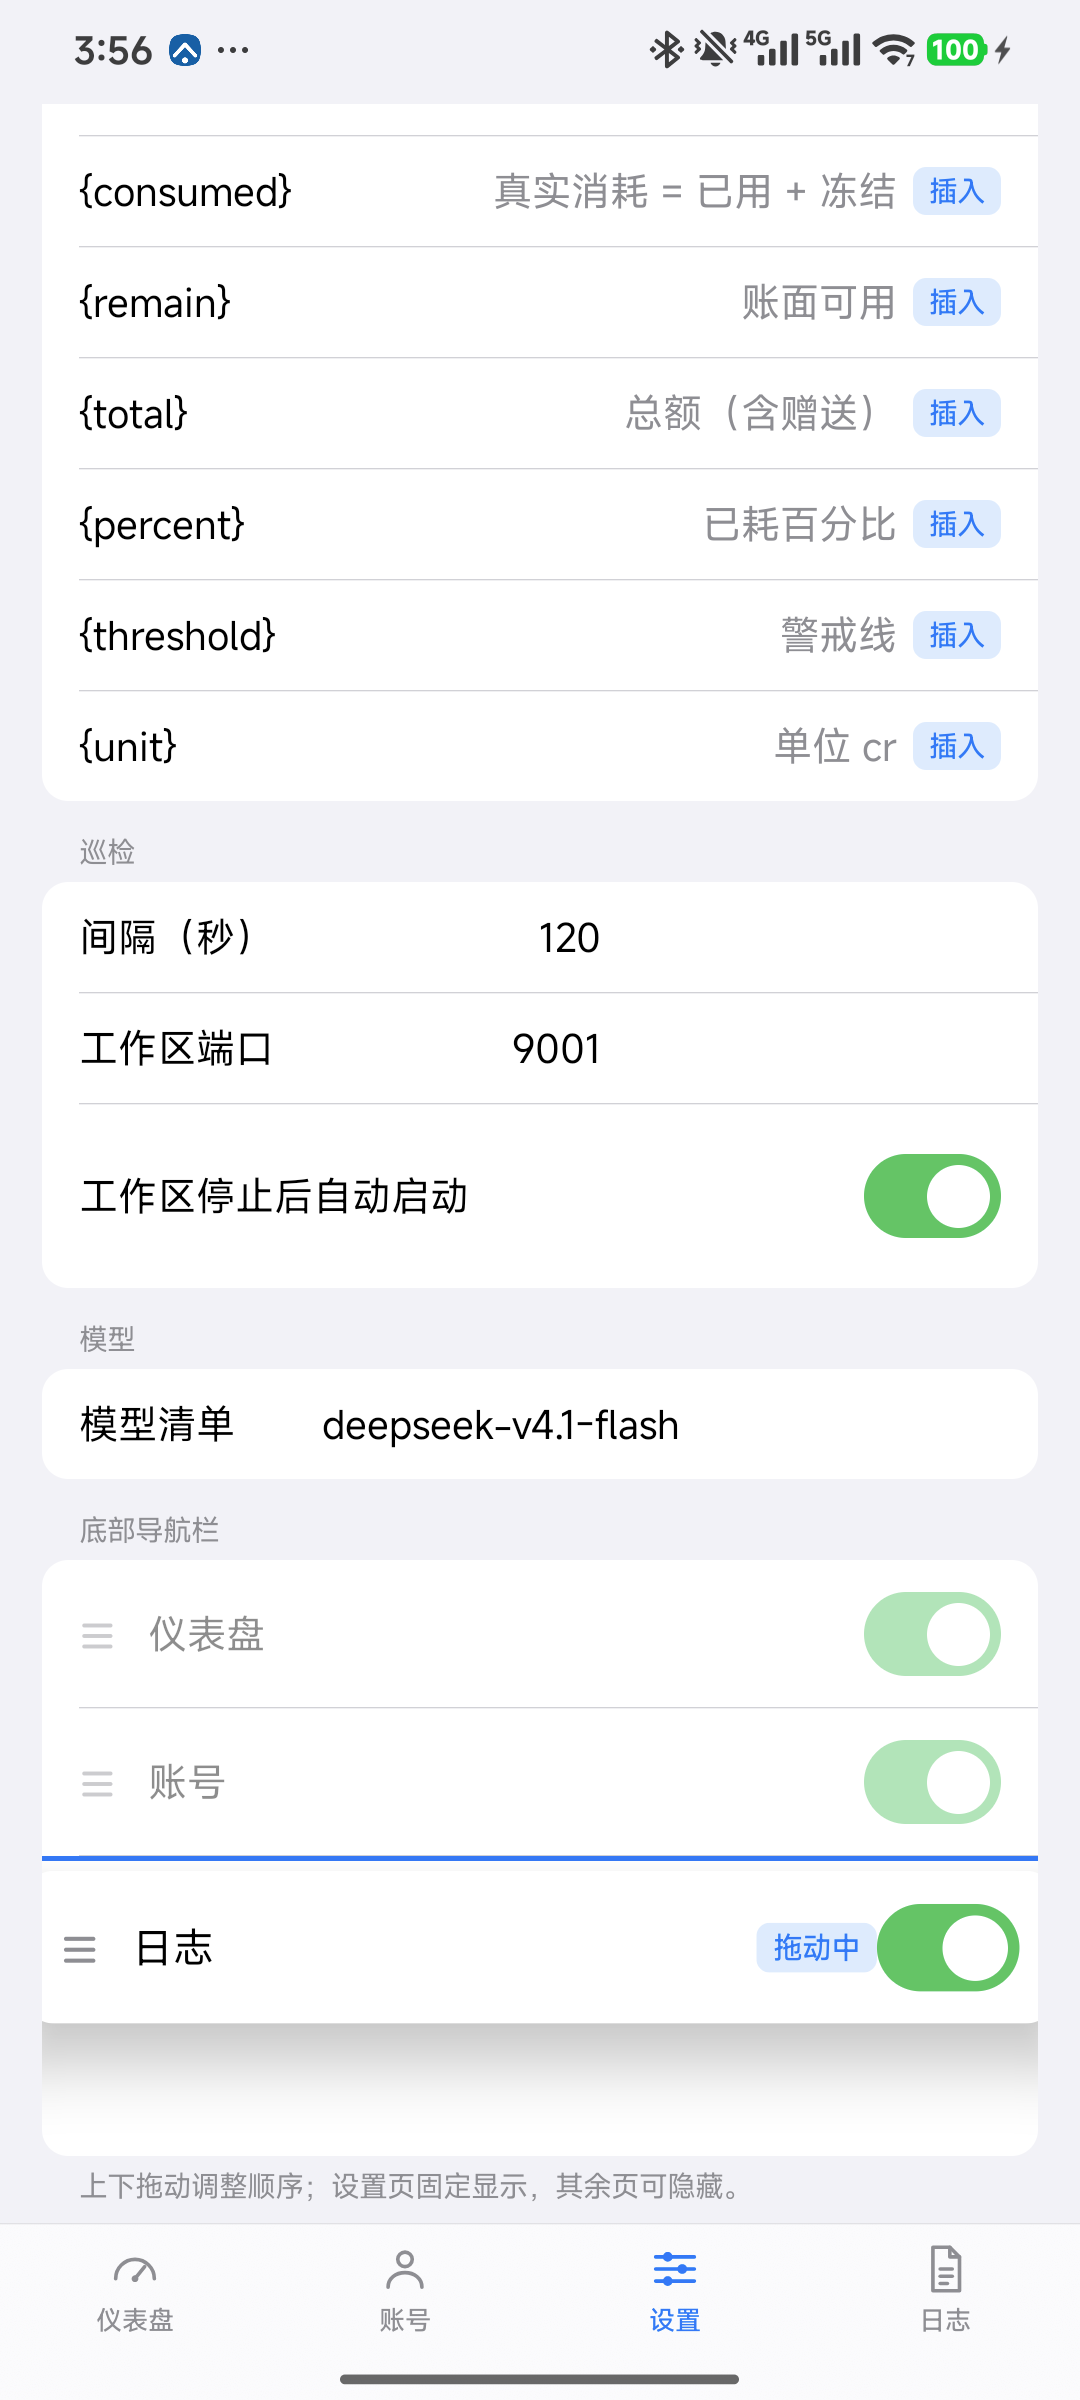 3:56 ··· 4G 5G 7 100
{consumed} 真实消耗 = 已用 + 冻结 插入
{remain} 账面可用 插入
{total} 总额（含赠送） 插入
{percent} 已耗百分比 插入
{threshold} 警戒线 插入
{unit} 单位 cr 插入
巡检
间隔（秒） 120
工作区端口 9001
工作区停止后自动启动
模型
模型清单 deepseek-v4.1-flash
底部导航栏
仪表盘
账号
日志 拖动中
上下拖动调整顺序；设置页固定显示，其余页可隐藏。
仪表盘 账号 设置 日志